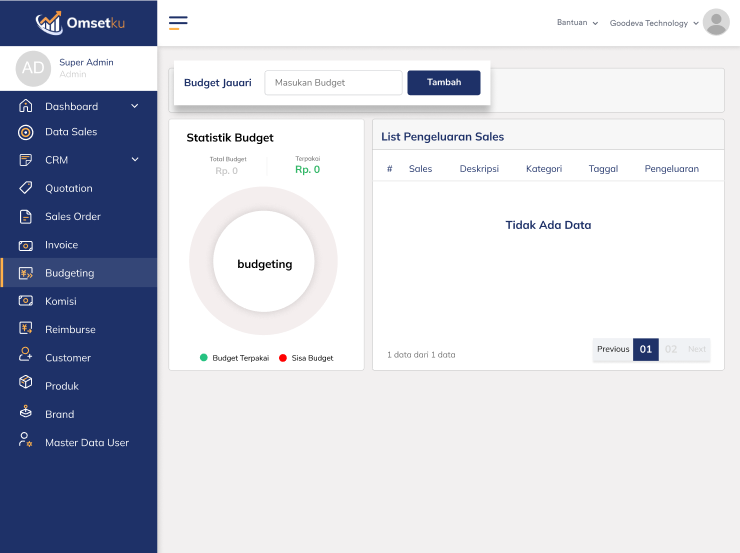 Omsetku
Bantuan
Goodeva Technology
AD
Super Admin
Admin
Dashboard
Data Sales
CRM
Quotation
Sales Order
Invoice
Budgeting
Komisi
Reimburse
Customer
Produk
Brand
Master Data User
Budget Jauari
Masukan Budget
Tambah
Statistik Budget
Total Budget
Terpakai
Rp. 0
Rp. 0
budgeting
Budget Terpakai
Sisa Budget
List Pengeluaran Sales
# Sales Deskripsi Kategori Taggal Pengeluaran
Tidak Ada Data
1 data dari 1 data
Previous 01 02 Next